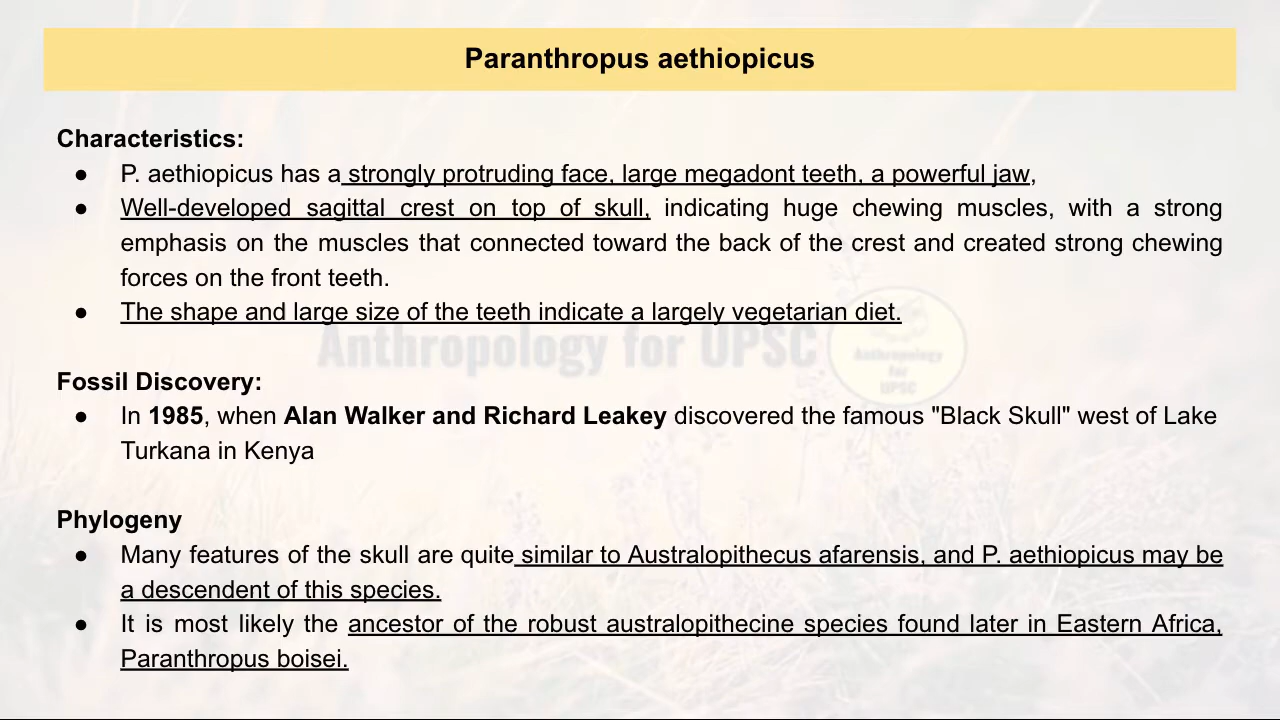 Paranthropus aethiopicus
Characteristics:
● P. aethiopicus has a strongly protruding face, large megadont teeth, a powerful jaw,
● Well-developed sagittal crest on top of skull, indicating huge chewing muscles, with a strong
emphasis on the muscles that connected toward the back of the crest and created strong chewing
forces on the front teeth.
● The shape and large size of the teeth indicate a largely vegetarian diet.
Anthropology for UPSC
Anthropology
for
UPSC
Fossil Discovery:
● In 1985, when Alan Walker and Richard Leakey discovered the famous "Black Skull" west of Lake
Turkana in Kenya
Phylogeny
● Many features of the skull are quite similar to Australopithecus afarensis, and P. aethiopicus may be
a descendent of this species.
● It is most likely the ancestor of the robust australopithecine species found later in Eastern Africa,
Paranthropus boisei.